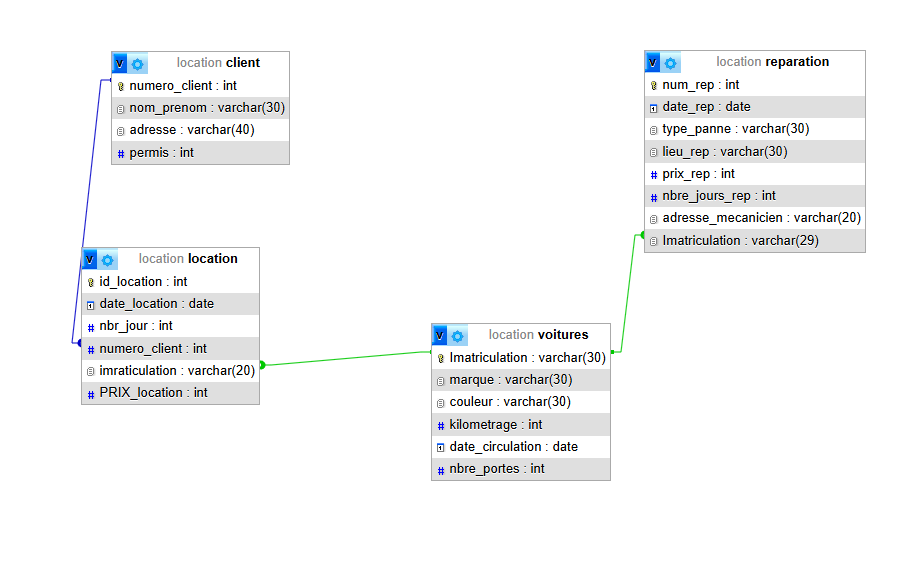 v location client
numero_client : int
nom_prenom : varchar(30)
adresse : varchar(40)
# permis : int
v location reparation
num_rep : int
date_rep : date
type_panne : varchar(30)
lieu_rep : varchar(30)
# prix_rep : int
# nbre_jours_rep : int
adresse_mecanicien : varchar(20)
Imatriculation : varchar(29)
v location location
id_location : int
date_location : date
# nbr_jour : int
# numero_client : int
imraticulation : varchar(20)
# PRIX_location : int
v location voitures
Imatriculation : varchar(30)
marque : varchar(30)
couleur : varchar(30)
# kilometrage : int
date_circulation : date
# nbre_portes : int